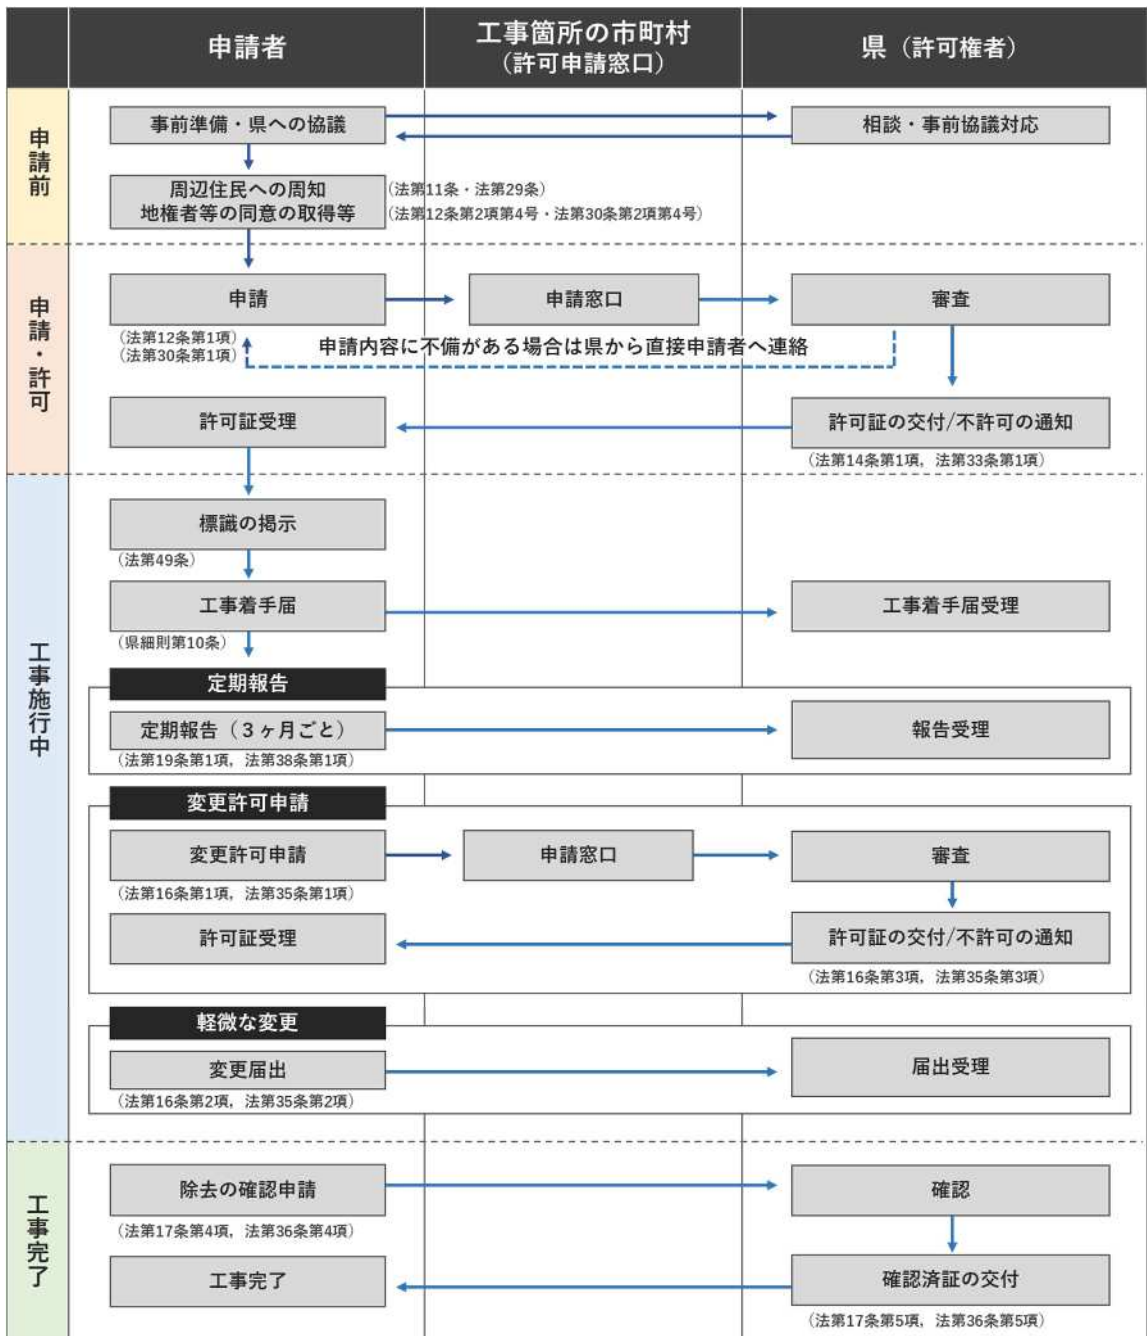 申請者
工事箇所の市町村
（許可申請窓口）
県（許可権者）
申請前
事前準備・県への協議
相談・事前協議対応
周辺住民への周知
地権者等の同意の取得等
（法第11条・法第29条）
（法第12条第2項第4号・法第30条第2項第4号）
申請・許可
申請
申請窓口
審査
（法第12条第1項）
（法第30条第1項）
申請内容に不備がある場合は県から直接申請者へ連絡
許可証受理
許可証の交付/不許可の通知
（法第14条第1項，法第33条第1項）
工事施行中
標識の掲示
（法第49条）
工事着手届
工事着手届受理
（県細則第10条）
定期報告
定期報告（３ヶ月ごと）
報告受理
（法第19条第1項，法第38条第1項）
変更許可申請
変更許可申請
申請窓口
審査
（法第16条第1項，法第35条第1項）
許可証受理
許可証の交付/不許可の通知
（法第16条第3項，法第35条第3項）
軽微な変更
変更届出
届出受理
（法第16条第2項，法第35条第2項）
工事完了
除去の確認申請
確認
（法第17条第4項，法第36条第4項）
工事完了
確認済証の交付
（法第17条第5項，法第36条第5項）